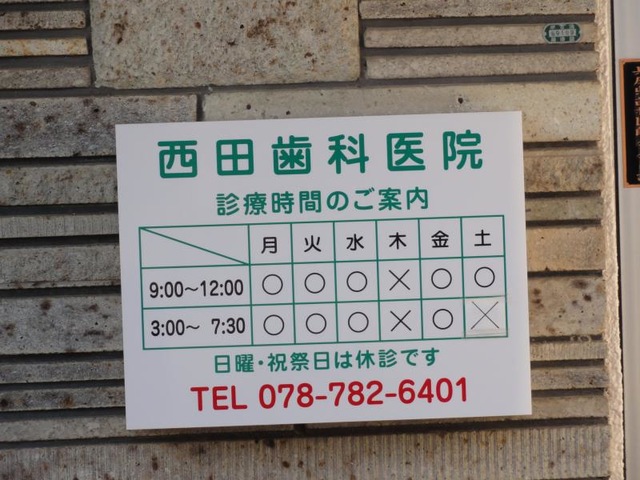 西田歯科医院
診療時間のご案内
月 火 水 木 金 土
9:00～12:00 ○ ○ ○ × ○ ○
3:00～ 7:30 ○ ○ ○ × ○ ×
日曜・祝祭日は休診です
TEL 078-782-6401